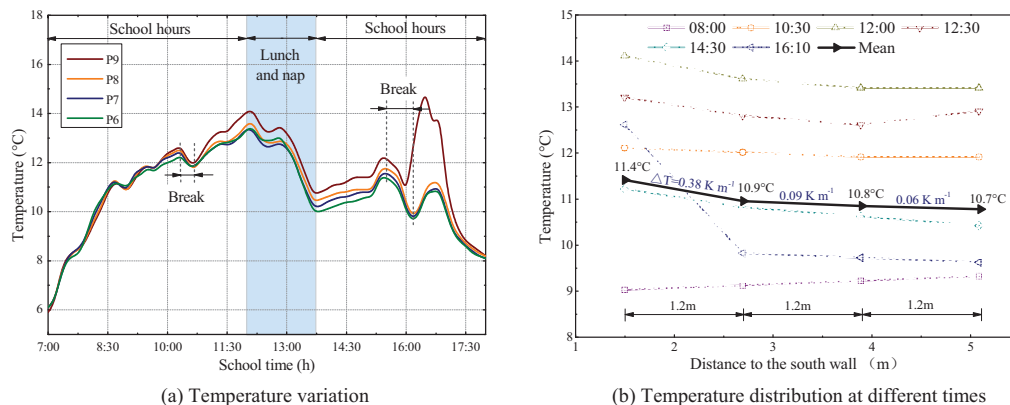 School hours
School hours
Lunch
and nap
P9
P8
P7
P6
Break
Break
18
16
14
12
10
8
6
Temperature (°C)
7:00 8:30 10:00 11:30 13:00 14:30 16:00 17:30
School time (h)
(a) Temperature variation
08:00 10:30 12:00 12:30
14:30 16:10 Mean
15
14
13
12
11
10
9
8
Temperature (°C)
11.4°C
△T=0.38 K m⁻¹
10.9°C
0.09 K m⁻¹
10.8°C
0.06 K m⁻¹
10.7°C
1.2m 1.2m 1.2m
1 2 3 4 5
Distance to the south wall （m）
(b) Temperature distribution at different times